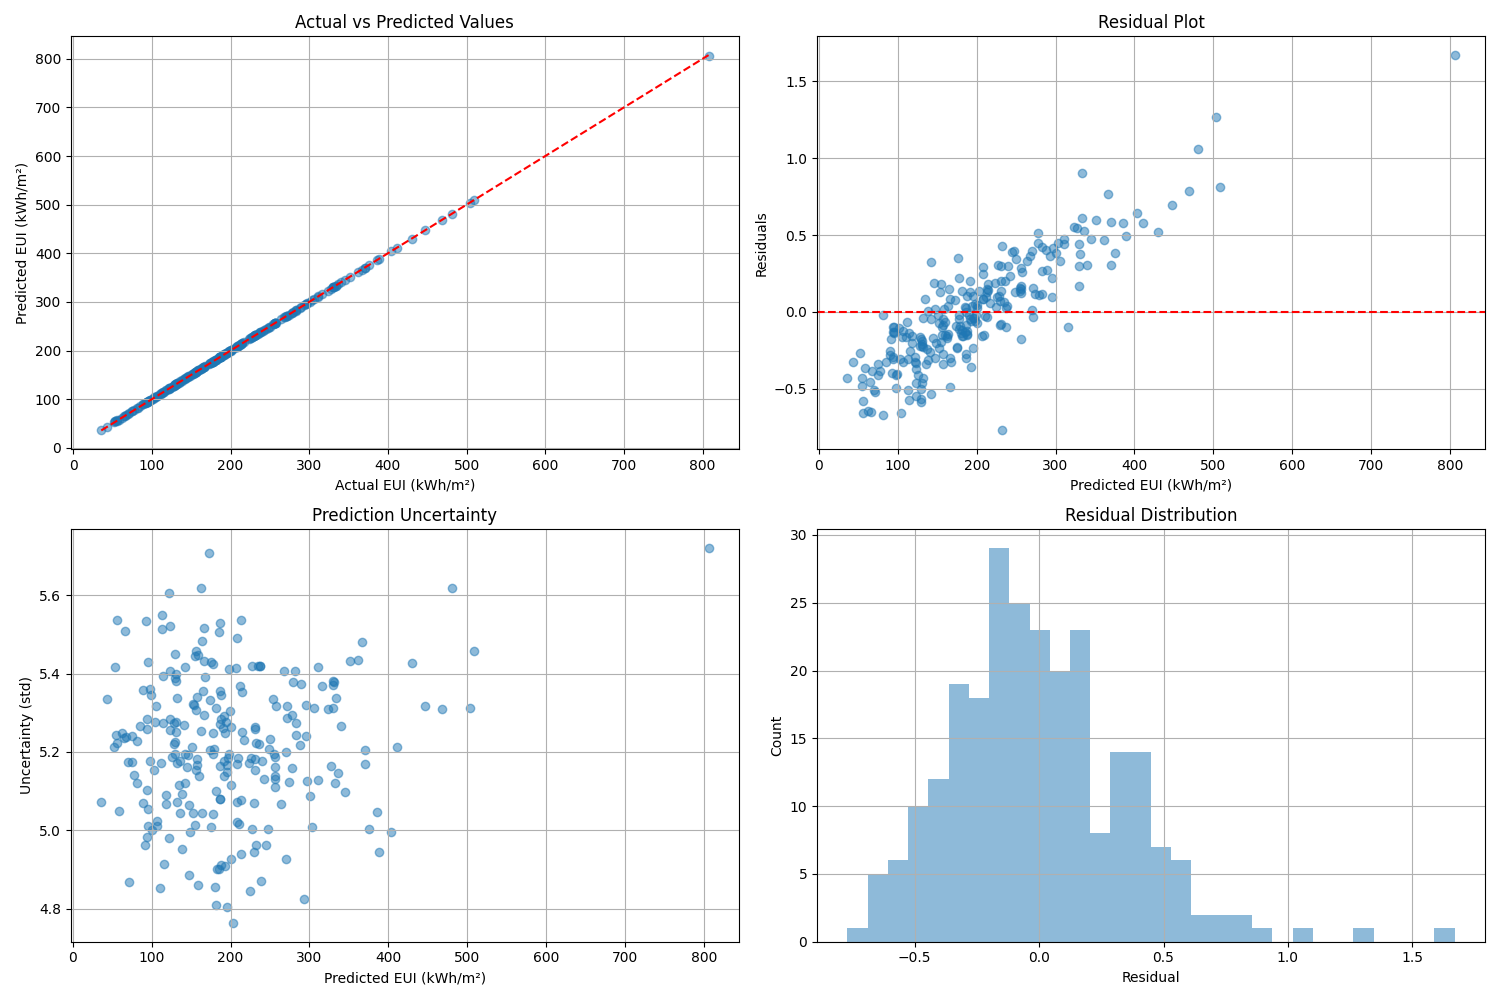 Actual vs Predicted Values
Predicted EUI (kWh/m²)
800
700
600
500
400
300
200
100
0
0 100 200 300 400 500 600 700 800
Actual EUI (kWh/m²)
Residual Plot
Residuals
1.5
1.0
0.5
0.0
−0.5
0 100 200 300 400 500 600 700 800
Predicted EUI (kWh/m²)
Prediction Uncertainty
Uncertainty (std)
5.6
5.4
5.2
5.0
4.8
0 100 200 300 400 500 600 700 800
Predicted EUI (kWh/m²)
Residual Distribution
Count
30
25
20
15
10
5
0
−0.5 0.0 0.5 1.0 1.5
Residual